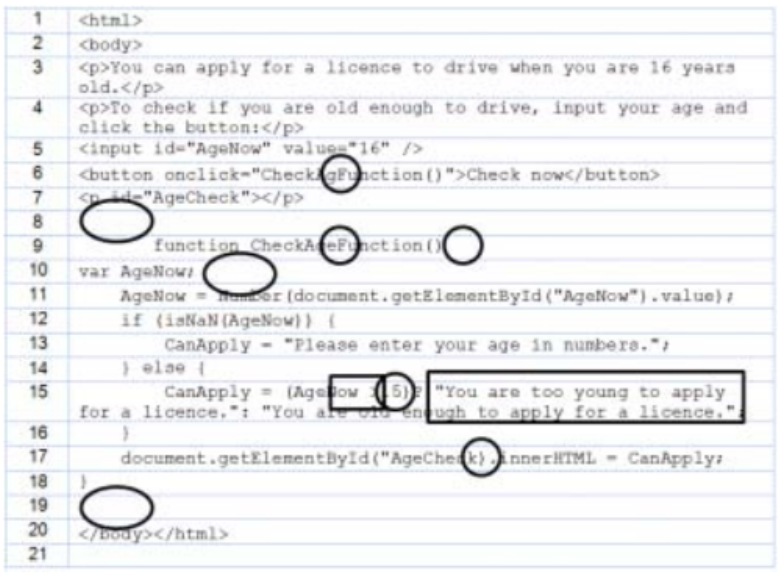 1 <html>
2 <body>
3 <p>You can apply for a licence to drive when you are 16 years
old.</p>
4 <p>To check if you are old enough to drive, input your age and
click the button:</p>
5 <input id="AgeNow" value="16" />
6 <button onclick="CheckAgFunction()">Check now</button>
7 <p id="AgeCheck"></p>
8
9 function CheckAgeFunction()
10 var AgeNow;
11 AgeNow = Number(document.getElementById("AgeNow").value);
12 if (isNaN(AgeNow)) {
13 CanApply = "Please enter your age in numbers.";
14 } else {
15 CanApply = (AgeNow 5)? "You are too young to apply
for a licence.": "You are old enough to apply for a licence.";
16 }
17 document.getElementById("AgeCheck).innerHTML = CanApply;
18 }
19
20 </body></html>
21